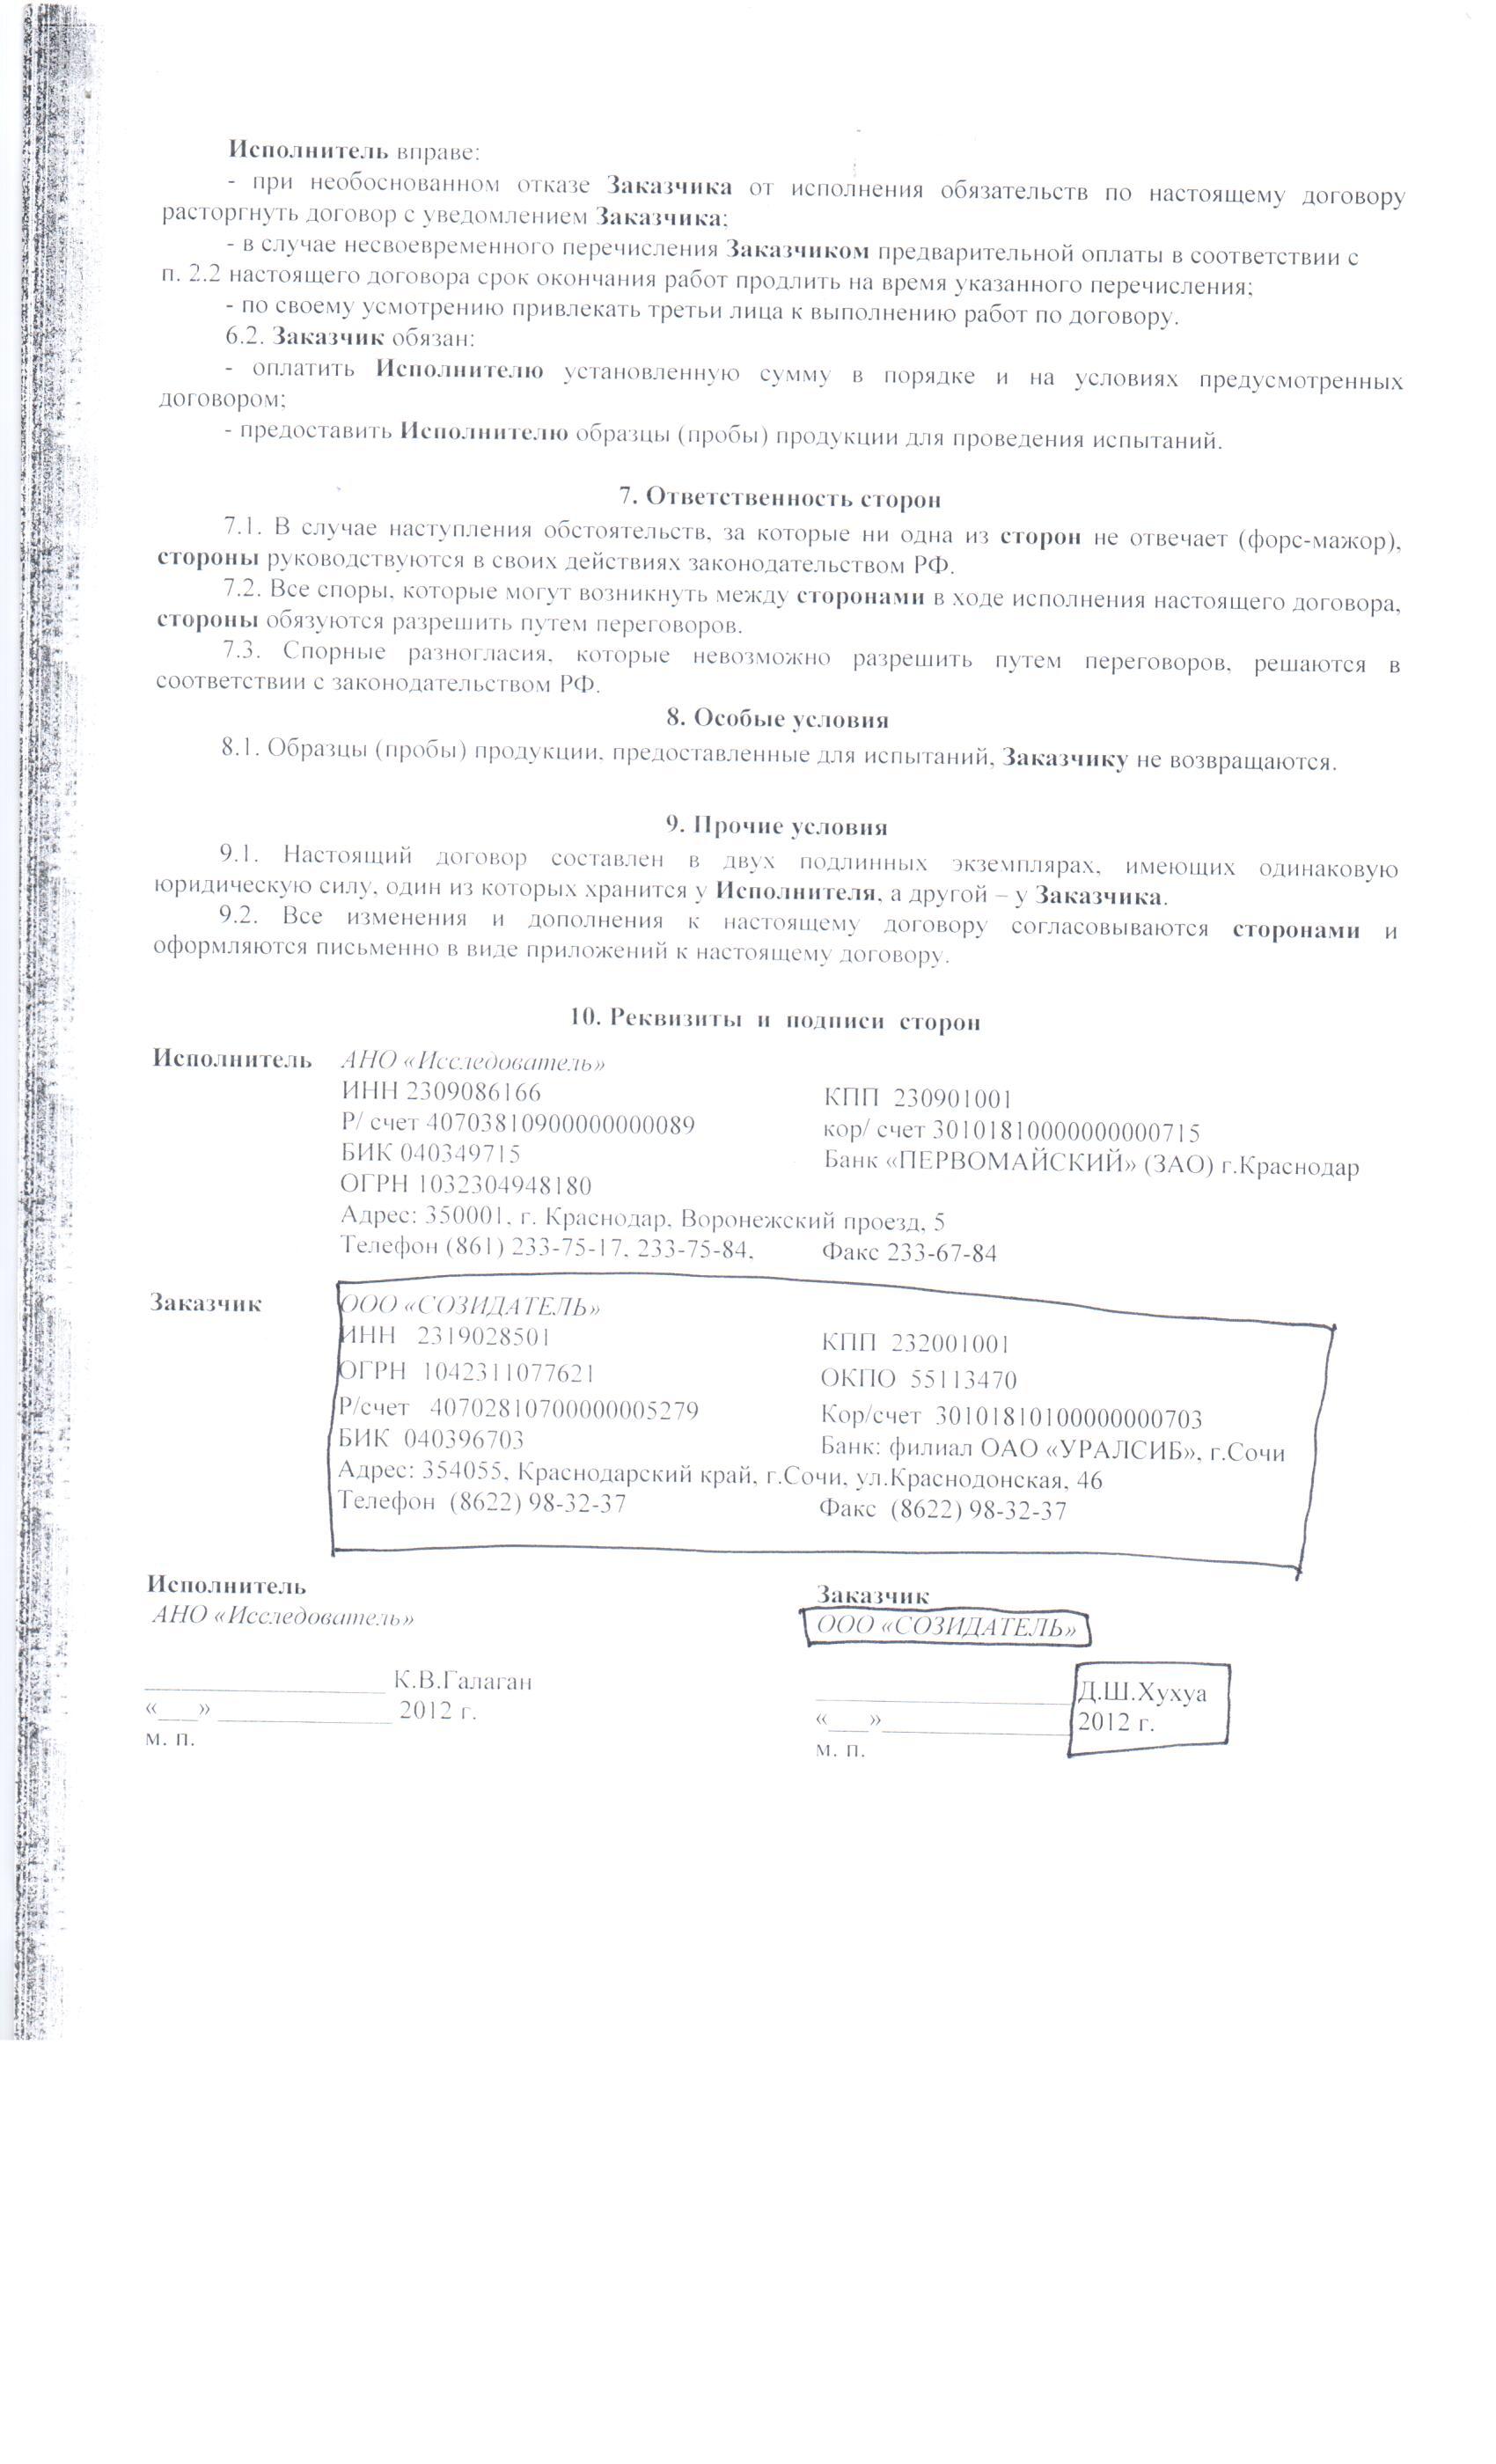 Исполнитель вправе:
- при необоснованном отказе Заказчика от исполнения обязательств по настоящему договору
расторгнуть договор с уведомлением Заказчика;
- в случае несвоевременного перечисления Заказчиком предварительной оплаты в соответствии с
п. 2.2 настоящего договора срок окончания работ продлить на время указанного перечисления;
- по своему усмотрению привлекать третьи лица к выполнению работ по договору.
6.2. Заказчик обязан:
- оплатить Исполнителю установленную сумму в порядке и на условиях предусмотренных
договором;
- предоставить Исполнителю образцы (пробы) продукции для проведения испытаний.
7. Ответственность сторон
7.1. В случае наступления обстоятельств, за которые ни одна из сторон не отвечает (форс-мажор),
стороны руководствуются в своих действиях законодательством РФ.
7.2. Все споры, которые могут возникнуть между сторонами в ходе исполнения настоящего договора,
стороны обязуются разрешить путем переговоров.
7.3. Спорные разногласия, которые невозможно разрешить путем переговоров, решаются в
соответствии с законодательством РФ.
8. Особые условия
8.1. Образцы (пробы) продукции, предоставленные для испытаний, Заказчику не возвращаются.
9. Прочие условия
9.1. Настоящий договор составлен в двух подлинных экземплярах, имеющих одинаковую
юридическую силу, один из которых хранится у Исполнителя, а другой – у Заказчика.
9.2. Все изменения и дополнения к настоящему договору согласовываются сторонами и
оформляются письменно в виде приложений к настоящему договору.
10. Реквизиты и подписи сторон
Исполнитель АНО «Исследователь»
ИНН 2309086166 КПП 230901001
Р/ счет 40703810900000000089 кор/ счет 30101810000000000715
БИК 040349715 Банк «ПЕРВОМАЙСКИЙ» (ЗАО) г.Краснодар
ОГРН 1032304948180
Адрес: 350001, г. Краснодар, Воронежский проезд, 5
Телефон (861) 233-75-17, 233-75-84, Факс 233-67-84
Заказчик ООО «СОЗИДАТЕЛЬ»
ИНН 2319028501 КПП 232001001
ОГРН 1042311077621 ОКПО 55113470
Р/счет 40702810700000005279 Кор/счет 30101810100000000703
БИК 040396703 Банк: филиал ОАО «УРАЛСИБ», г.Сочи
Адрес: 354055, Краснодарский край, г.Сочи, ул.Краснодонская, 46
Телефон (8622) 98-32-37 Факс (8622) 98-32-37
Исполнитель Заказчик
АНО «Исследователь» ООО «СОЗИДАТЕЛЬ»
____________________ К.В.Галаган ____________________ Д.Ш.Хухуа
«___» ______________ 2012 г. «___» ______________ 2012 г.
м. п. м. п.